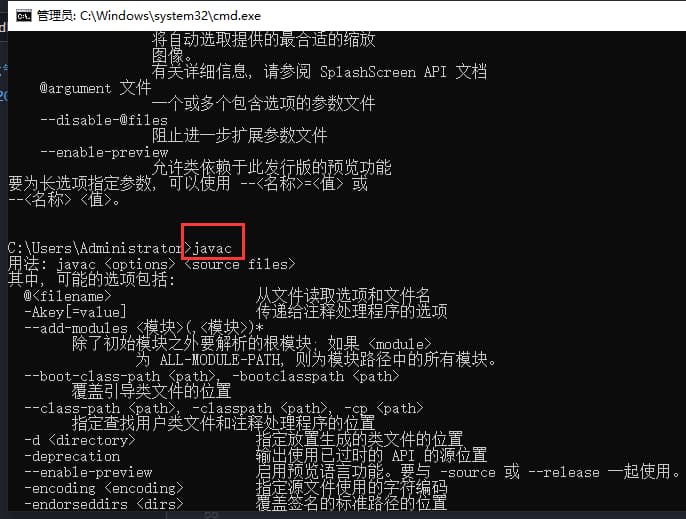 管理员: C:\Windows\system32\cmd.exe
将自动选取提供的最合适的缩放
图像。
有关详细信息, 请参阅 SplashScreen API 文档
@argument 文件
一个或多个包含选项的参数文件
--disable-@files
阻止进一步扩展参数文件
--enable-preview
允许类依赖于此发行版的预览功能
要为长选项指定参数, 可以使用 --<名称>=<值> 或
--<名称> <值>。
C:\Users\Administrator>javac
用法: javac <options> <source files>
其中, 可能的选项包括:
@<filename> 从文件读取选项和文件名
-Akey[=value] 传递给注释处理程序的选项
--add-modules <模块>(,<模块>)*
除了初始模块之外要解析的根模块; 如果 <module>
为 ALL-MODULE-PATH, 则为模块路径中的所有模块。
--boot-class-path <path>, -bootclasspath <path>
覆盖引导类文件的位置
--class-path <path>, -classpath <path>, -cp <path>
指定查找用户类文件和注释处理程序的位置
-d <directory> 指定放置生成的类文件的位置
-deprecation 输出使用已过时的 API 的源位置
--enable-preview 启用预览语言功能。要与 -source 或 --release 一起使用。
-encoding <encoding> 指定源文件使用的字符编码
-endorseddirs <dirs> 覆盖签名的标准路径的位置